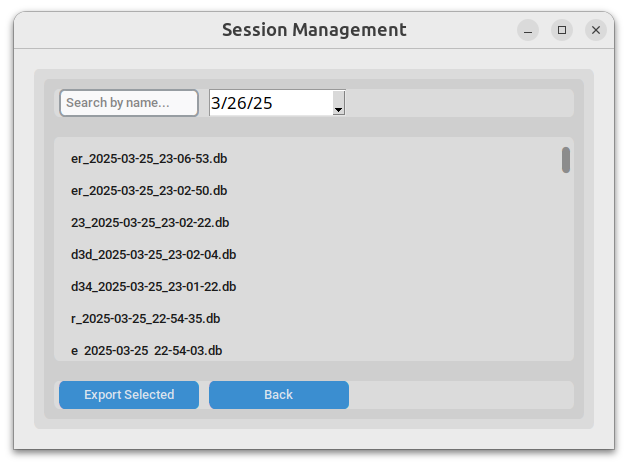 Session Management
Search by name...
3/26/25
er_2025-03-25_23-06-53.db
er_2025-03-25_23-02-50.db
23_2025-03-25_23-02-22.db
d3d_2025-03-25_23-02-04.db
d34_2025-03-25_23-01-22.db
r_2025-03-25_22-54-35.db
e_2025-03-25_22-54-03.db
Export Selected
Back